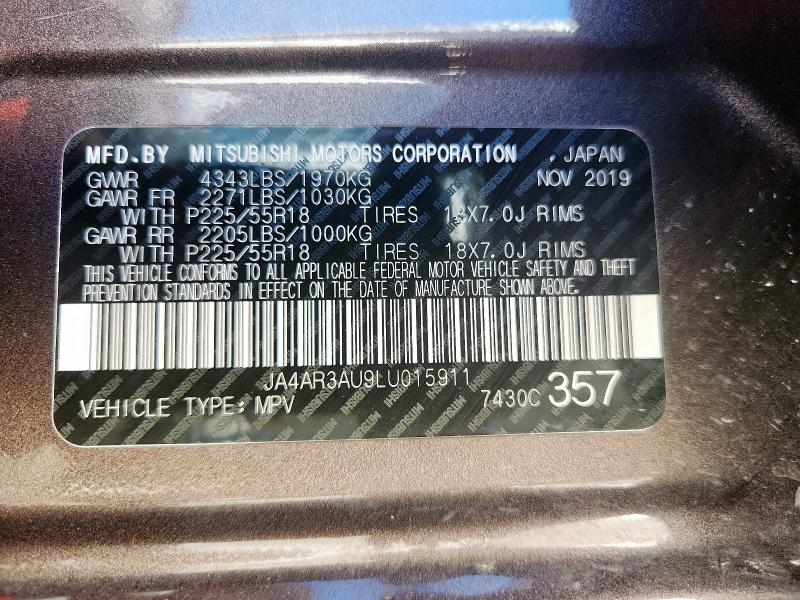 MFD.BY MITSUBISHI MOTORS CORPORATION , JAPAN
GVWR 4343LBS/1970KG NOV 2019
GAWR FR 2271LBS/1030KG
WITH P225/55R18 TIRES 18X7.0J RIMS
GAWR RR 2205LBS/1000KG
WITH P225/55R18 TIRES 18X7.0J RIMS
THIS VEHICLE CONFORMS TO ALL APPLICABLE FEDERAL MOTOR VEHICLE SAFETY AND THEFT
PREVENTION STANDARDS IN EFFECT ON THE DATE OF MANUFACTURE SHOWN ABOVE.
JA4AR3AU9LU015911
VEHICLE TYPE: MPV 7430C 357